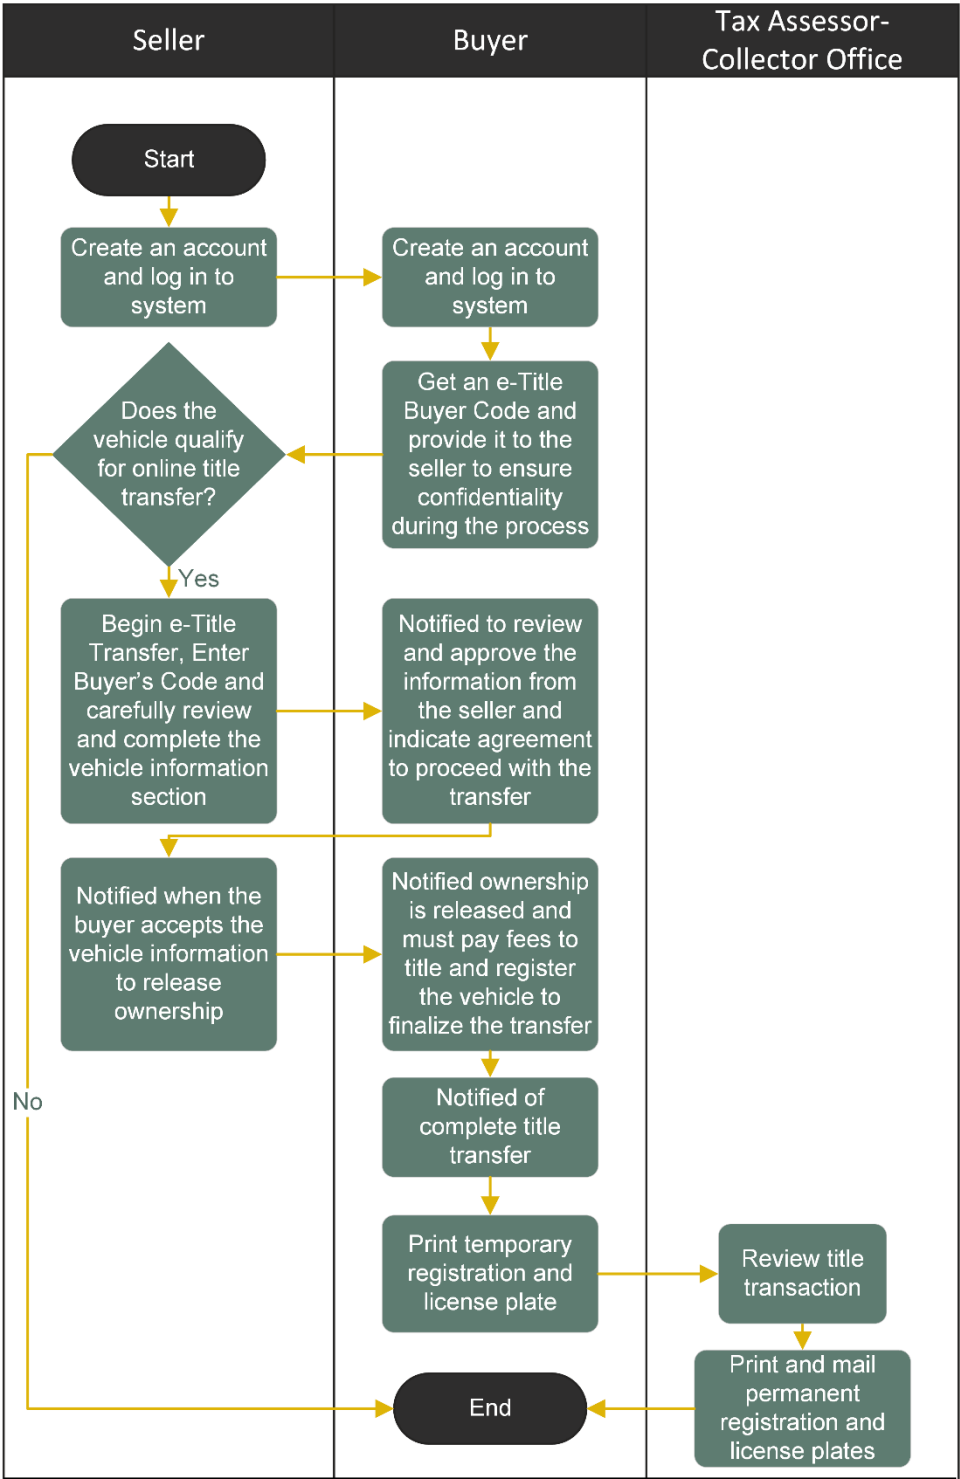 Seller
Buyer
Tax Assessor-
Collector Office
Start
Create an account
and log in to
system
Create an account
and log in to
system
Get an e-Title
Buyer Code and
provide it to the
seller to ensure
confidentiality
during the process
Does the
vehicle qualify
for online title
transfer?
Yes
Begin e-Title
Transfer, Enter
Buyer’s Code and
carefully review
and complete the
vehicle information
section
Notified to review
and approve the
information from
the seller and
indicate agreement
to proceed with the
transfer
Notified when the
buyer accepts the
vehicle information
to release
ownership
Notified ownership
is released and
must pay fees to
title and register
the vehicle to
finalize the transfer
No
Notified of
complete title
transfer
Print temporary
registration and
license plate
Review title
transaction
Print and mail
permanent
registration and
license plates
End